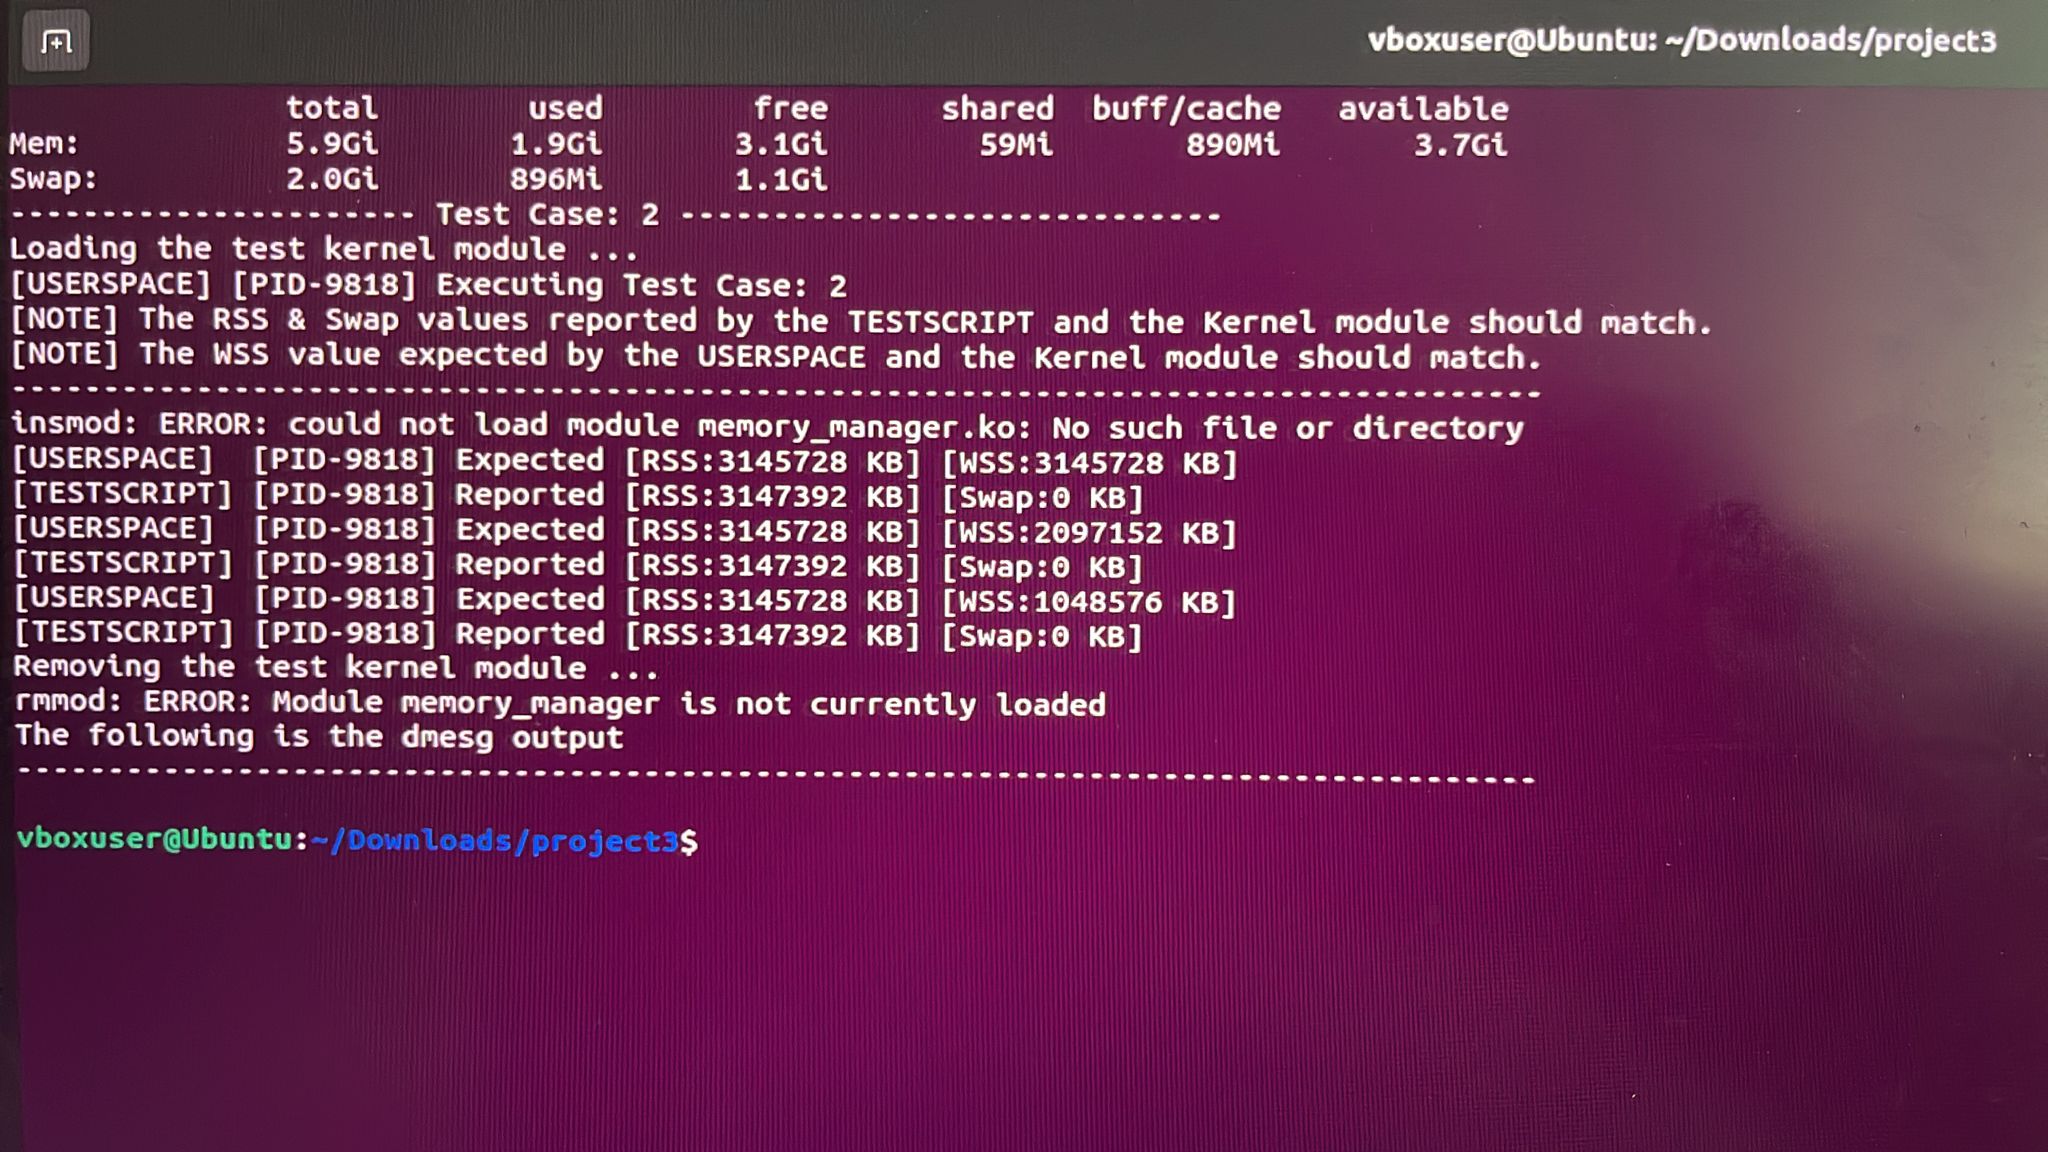 vboxuser@Ubuntu: ~/Downloads/project3
total used free shared buff/cache available
Mem: 5.9Gi 1.9Gi 3.1Gi 59Mi 890Mi 3.7Gi
Swap: 2.0Gi 896Mi 1.1Gi
---------------------- Test Case: 2 -----------------------------
Loading the test kernel module ...
[USERSPACE] [PID-9818] Executing Test Case: 2
[NOTE] The RSS & Swap values reported by the TESTSCRIPT and the Kernel module should match.
[NOTE] The WSS value expected by the USERSPACE and the Kernel module should match.
-----------------------------------------------------------------------------------
insmod: ERROR: could not load module memory_manager.ko: No such file or directory
[USERSPACE]  [PID-9818] Expected [RSS:3145728 KB] [WSS:3145728 KB]
[TESTSCRIPT] [PID-9818] Reported [RSS:3147392 KB] [Swap:0 KB]
[USERSPACE]  [PID-9818] Expected [RSS:3145728 KB] [WSS:2097152 KB]
[TESTSCRIPT] [PID-9818] Reported [RSS:3147392 KB] [Swap:0 KB]
[USERSPACE]  [PID-9818] Expected [RSS:3145728 KB] [WSS:1048576 KB]
[TESTSCRIPT] [PID-9818] Reported [RSS:3147392 KB] [Swap:0 KB]
Removing the test kernel module ...
rmmod: ERROR: Module memory_manager is not currently loaded
The following is the dmesg output
-----------------------------------------------------------------------------------
vboxuser@Ubuntu:~/Downloads/project3$